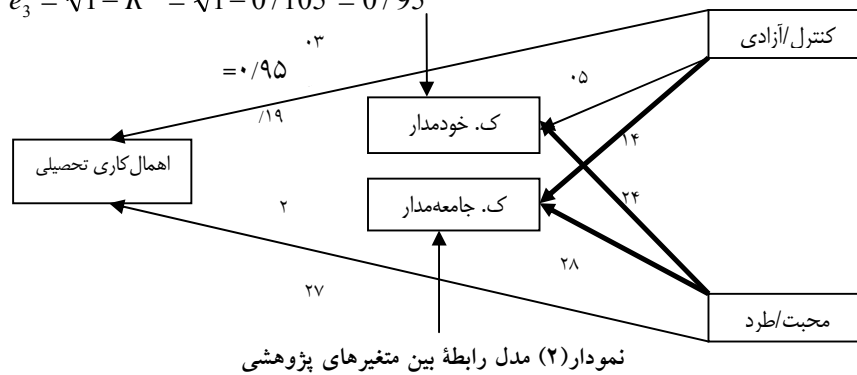 e₃ = √1 − R² = √1 − 0 / 105 = 0 / 95
۰۳
کنترل/آزادی
=۰/۹۵
۰۵
/۱۹
ک. خودمدار
۱۴
اهمال‌کاری تحصیلی
ک. جامعه‌مدار
۲۴
۲
۲۸
۲۷
محبت/طرد
نمودار(۲) مدل رابطهٔ بین متغیرهای پژوهشی